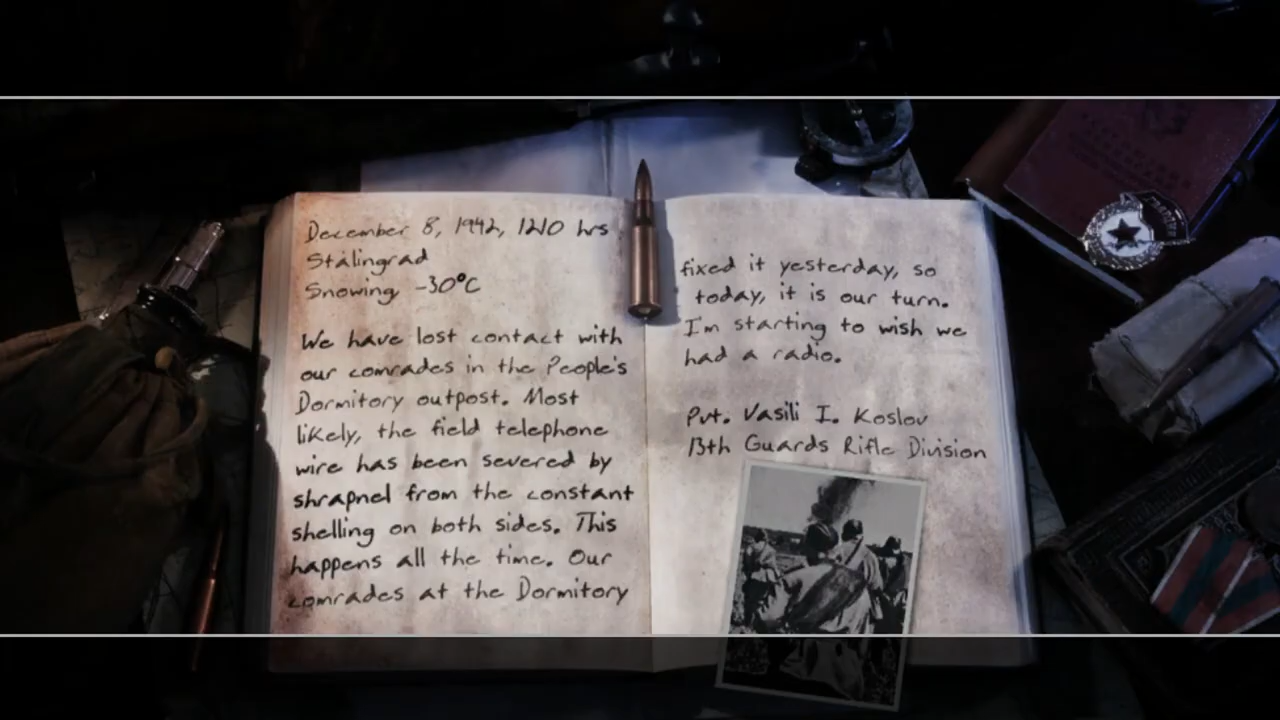 December 8, 1942, 1210 hrs
Stalingrad
Snowing -30°C
We have lost contact with
our comrades in the People's
Dormitory outpost. Most
likely, the field telephone
wire has been severed by
shrapnel from the constant
shelling on both sides. This
happens all the time. Our
comrades at the Dormitory
fixed it yesterday, so
today, it is our turn.
I'm starting to wish we
had a radio.
Pvt. Vasili I. Koslov
13th Guards Rifle Division